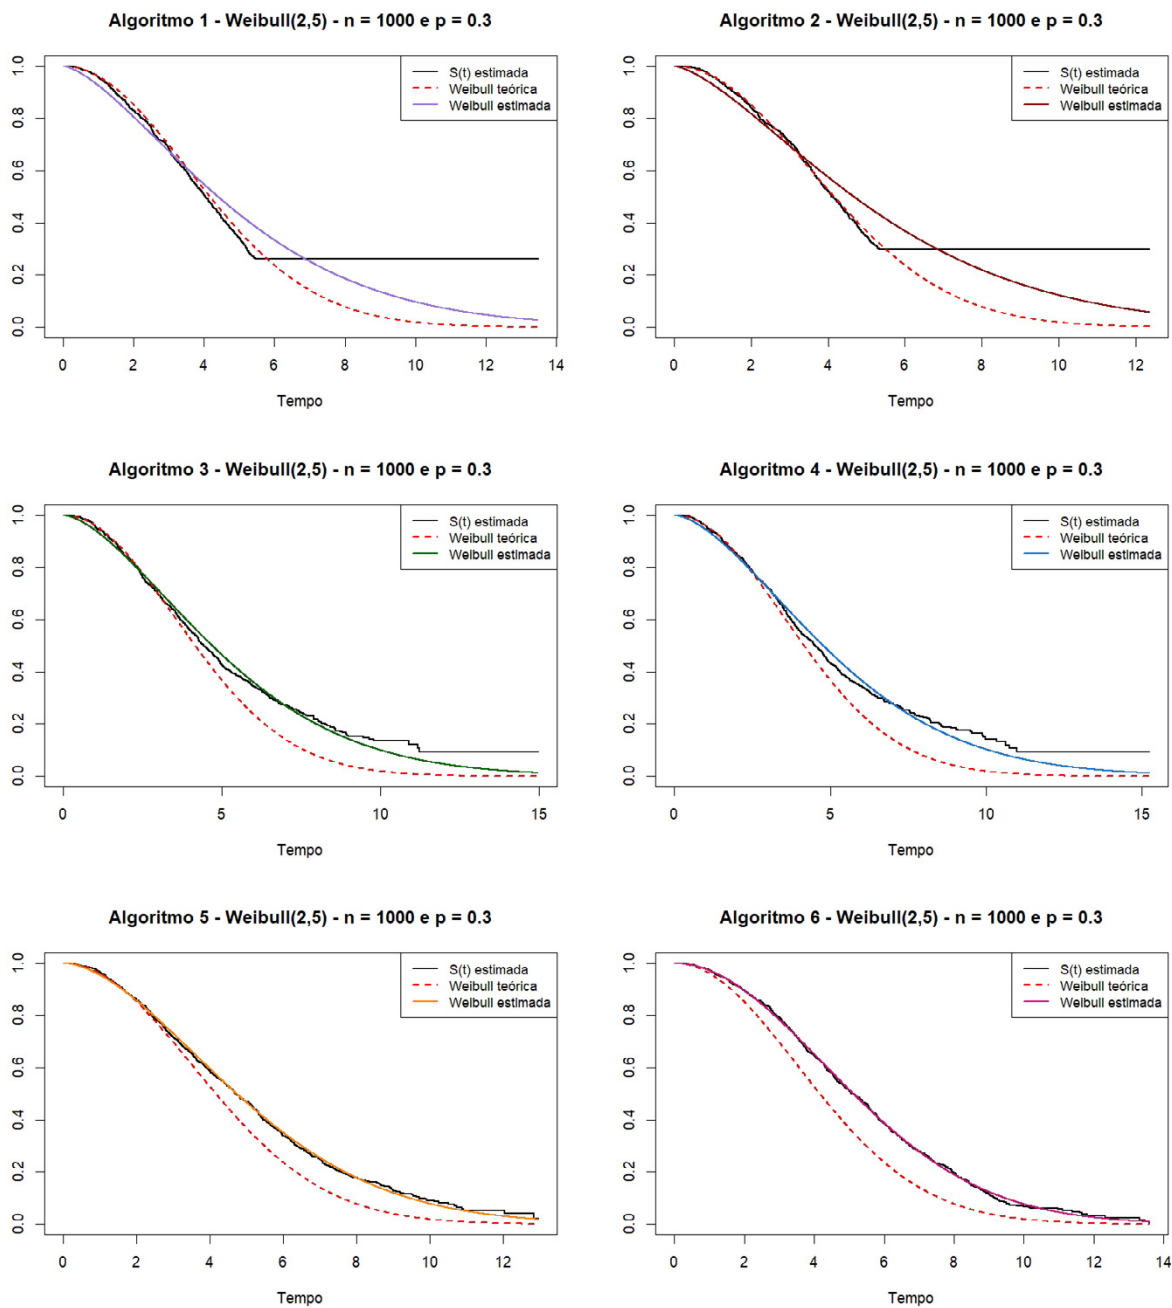 Algoritmo 1 - Weibull(2,5) - n = 1000 e p = 0.3
S(t) estimada
Weibull teórica
Weibull estimada
1.0
0.8
0.6
0.4
0.2
0.0
0 2 4 6 8 10 12 14
Tempo
Algoritmo 2 - Weibull(2,5) - n = 1000 e p = 0.3
S(t) estimada
Weibull teórica
Weibull estimada
1.0
0.8
0.6
0.4
0.2
0.0
0 2 4 6 8 10 12
Tempo
Algoritmo 3 - Weibull(2,5) - n = 1000 e p = 0.3
S(t) estimada
Weibull teórica
Weibull estimada
1.0
0.8
0.6
0.4
0.2
0.0
0 5 10 15
Tempo
Algoritmo 4 - Weibull(2,5) - n = 1000 e p = 0.3
S(t) estimada
Weibull teórica
Weibull estimada
1.0
0.8
0.6
0.4
0.2
0.0
0 5 10 15
Tempo
Algoritmo 5 - Weibull(2,5) - n = 1000 e p = 0.3
S(t) estimada
Weibull teórica
Weibull estimada
1.0
0.8
0.6
0.4
0.2
0.0
0 2 4 6 8 10 12
Tempo
Algoritmo 6 - Weibull(2,5) - n = 1000 e p = 0.3
S(t) estimada
Weibull teórica
Weibull estimada
1.0
0.8
0.6
0.4
0.2
0.0
0 2 4 6 8 10 12 14
Tempo